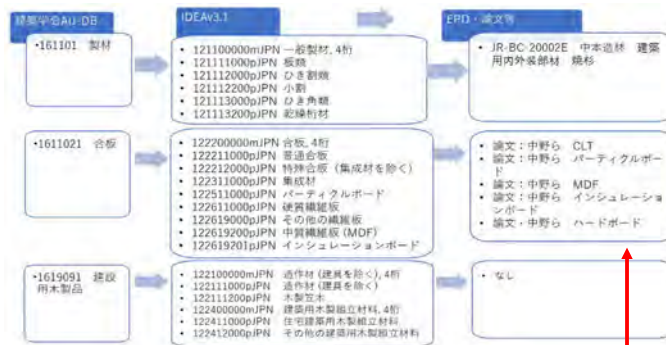 建築学会AIJ-DB
IDEAv3.1
EPD・論文等
•161101 製材
• 121100000mJPN 一般製材, 4桁
• 121111000pJPN 板類
• 121112000pJPN ひき割類
• 121112200pJPN 小割
• 121113000pJPN ひき角類
• 121113200pJPN 乾燥桁材
• JR-BC-20002E 中本造林 建築
用内外装部材 焼杉
•1611021 合板
• 122200000mJPN 合板, 4桁
• 122211000pJPN 普通合板
• 122212000pJPN 特殊合板 (集成材を除く)
• 122311000pJPN 集成材
• 122511000pJPN パーティクルボード
• 122611000pJPN 硬質繊維板
• 122619000pJPN その他の繊維板
• 122619200pJPN 中質繊維板 (MDF)
• 122619201pJPN インシュレーションボード
• 論文：中野ら CLT
• 論文：中野ら パーティクルボー
ド
• 論文：中野ら MDF
• 論文：中野ら インシュレーショ
ンボード
• 論文・中野ら ハードボード
•1619091 建設
用木製品
• 122100000mJPN 造作材 (建具を除く), 4桁
• 122111000pJPN 造作材 (建具を除く)
• 122111200pJPN 木製笠木
• 122400000mJPN 建築用木製組立材料, 4桁
• 122411000pJPN 住宅建築用木製組立材料
• 122412000pJPN その他の建築用木製組立材料
• なし